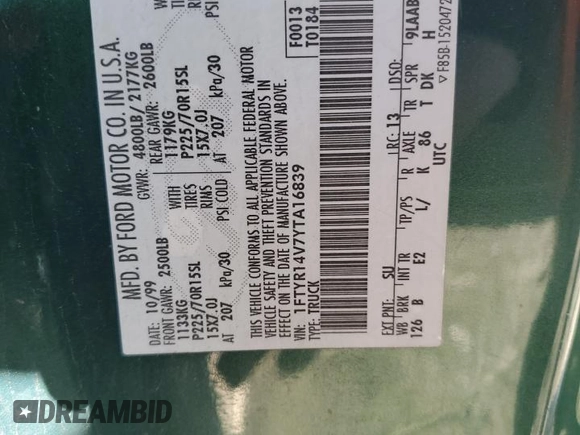 MFD. BY FORD MOTOR CO. IN U.S.A.
10/99 GVWR: 4800LB/2177KG
FRONT GAWR: 2500LB REAR GAWR: 2600LB
1133KG WITH 1179KG
P225/70R15SL TIRES P225/70R15SL
15X7.0J RIMS 15X7.0J
AT 207 kPa/30 PSI COLD AT 207 kPa/30
THIS VEHICLE CONFORMS TO ALL APPLICABLE FEDERAL MOTOR
VEHICLE SAFETY AND THEFT PREVENTION STANDARDS IN
EFFECT ON THE DATE OF MANUFACTURE SHOWN ABOVE.
VIN: 1FTYR14V7YTA16839
TYPE: TRUCK
F0013
T0184
EXT PNT: SU RC: 13 DSO:
WB BRK INT TR TP/PS R AXLE TR SPR
126 B E2 L/ K 86 T DK H
UTC
▽ F85B-1520472
DREAMBID